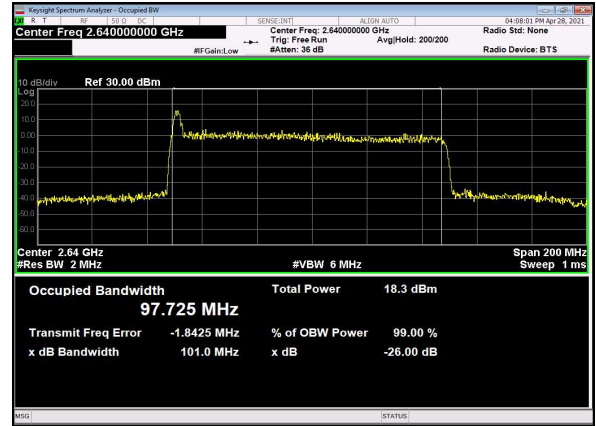 Keysight Spectrum Analyzer - Occupied BW
R T RF 50 Ω DC SENSE:INT ALIGN AUTO 04:08:01 PM Apr 28, 2021
Center Freq 2.640000000 GHz Center Freq: 2.640000000 GHz Radio Std: None
Trig: Free Run Avg|Hold: 200/200
#IFGain:Low #Atten: 36 dB Radio Device: BTS
10 dB/div Ref 30.00 dBm
Log
20.0
10.0
0.00
-10.0
-20.0
-30.0
-40.0
-50.0
-60.0
Center 2.64 GHz Span 200 MHz
#Res BW 2 MHz #VBW 6 MHz Sweep 1 ms
Occupied Bandwidth Total Power 18.3 dBm
97.725 MHz
Transmit Freq Error -1.8425 MHz % of OBW Power 99.00 %
x dB Bandwidth 101.0 MHz x dB -26.00 dB
MSG STATUS